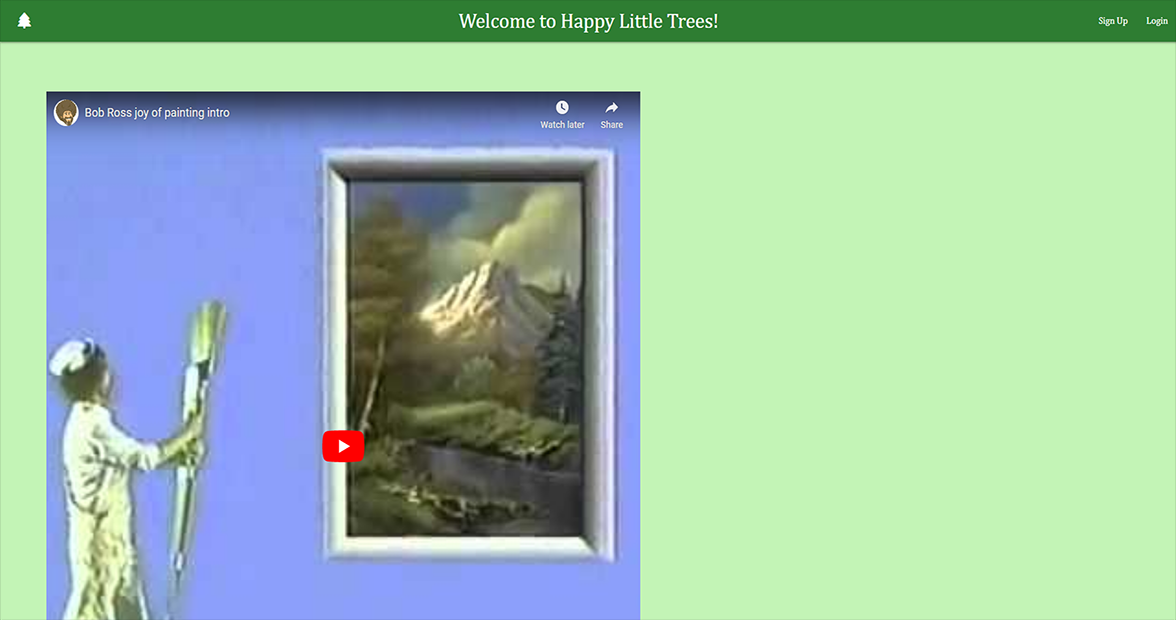 Welcome to Happy Little Trees!
Sign Up
Login
Bob Ross joy of painting intro
Watch later
Share